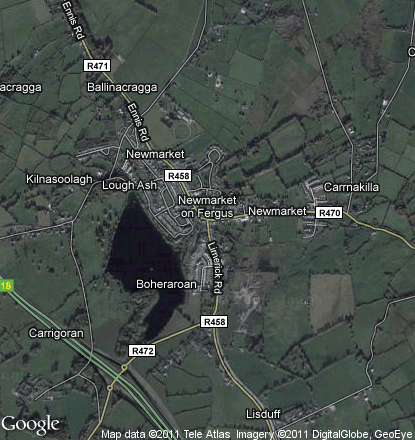 Ennis Rd
R471
Ballinacragga
acragga
Ennis Rd
Newmarket
R458
Kilnasoolagh
Lough Ash
Carrnakilla
Newmarket
on Fergus
Newmarket
R470
Limerick Rd
18
Boheraroan
R458
Carrigoran
R472
Lisduff
Google
Map data ©2011 Tele Atlas Imagery ©2011 DigitalGlobe, GeoEye